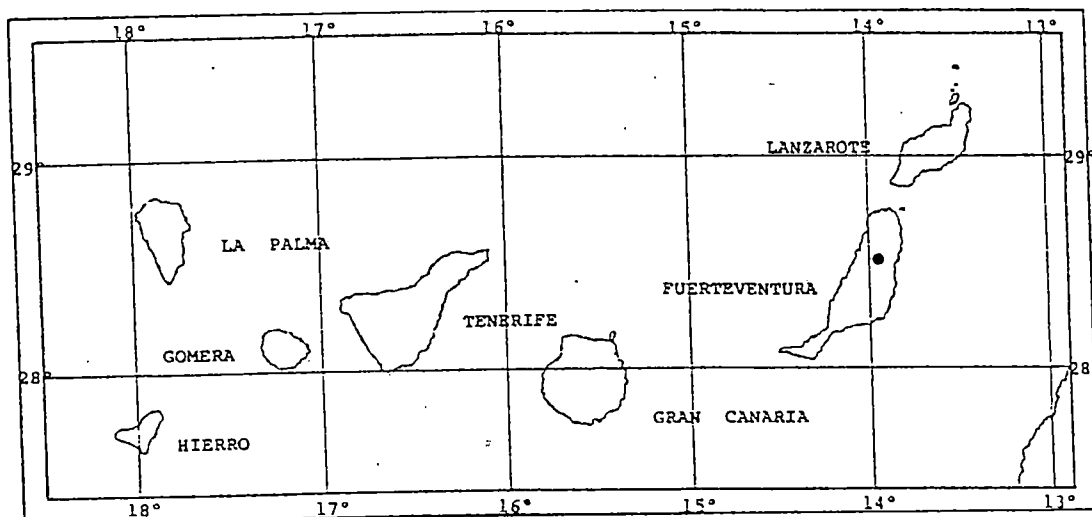 18° 17° 16° 15° 14° 13°
LANZAROTE
29° 29°
LA PALMA
FUERTEVENTURA
TENERIFE
GOMERA
28° 28
GRAN CANARIA
HIERRO
18° 17° 16° 15° 14° 13°